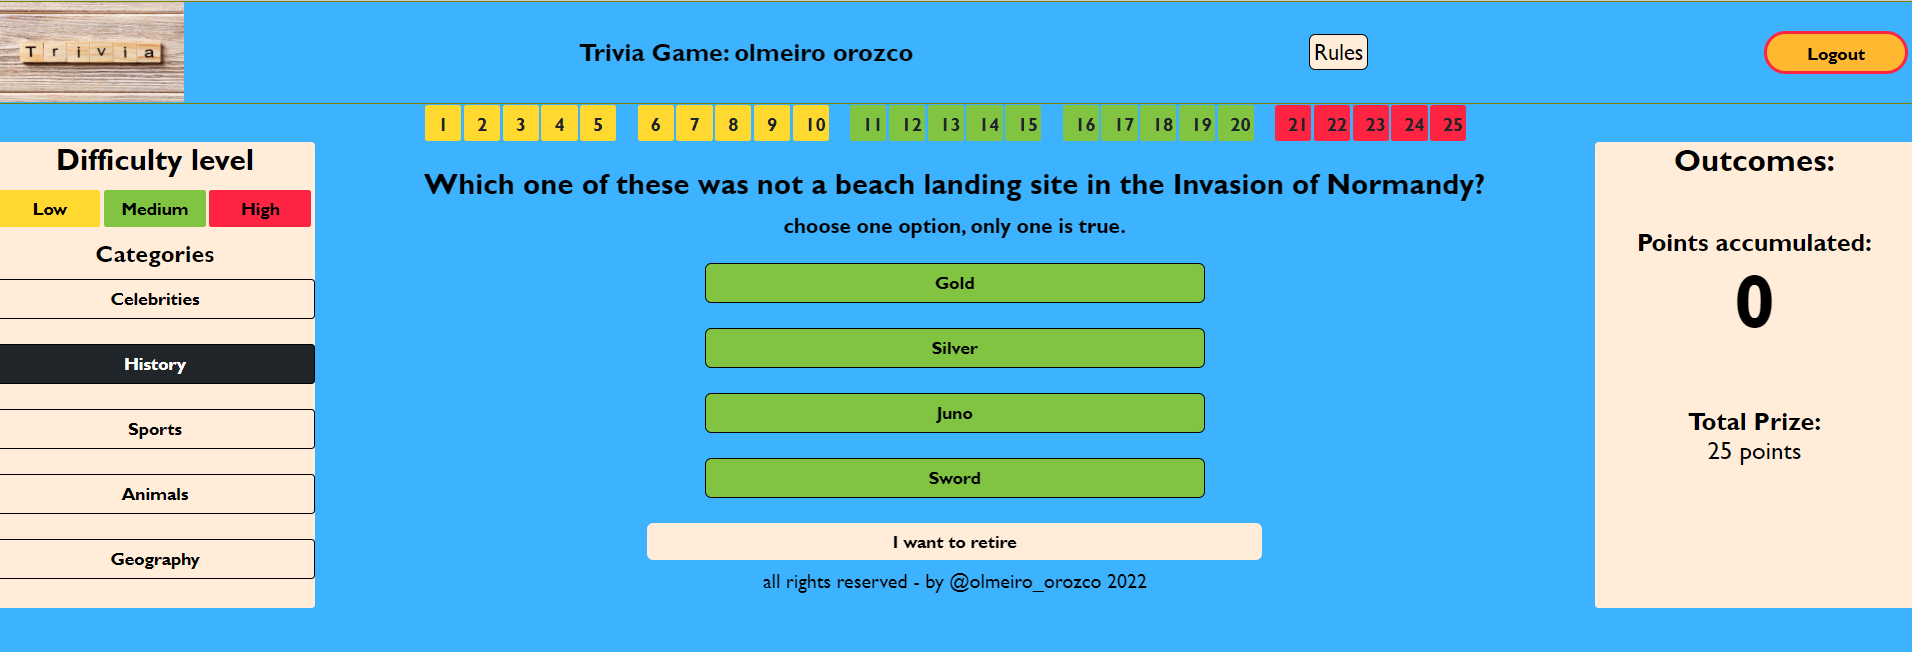 Trivia
Trivia Game: olmeiro orozco
Rules
Logout
1 2 3 4 5 6 7 8 9 10 11 12 13 14 15 16 17 18 19 20 21 22 23 24 25
Difficulty level
Low Medium High
Categories
Celebrities
History
Sports
Animals
Geography
Which one of these was not a beach landing site in the Invasion of Normandy?
choose one option, only one is true.
Gold
Silver
Juno
Sword
I want to retire
all rights reserved - by @olmeiro_orozco 2022
Outcomes:
Points accumulated:
0
Total Prize:
25 points